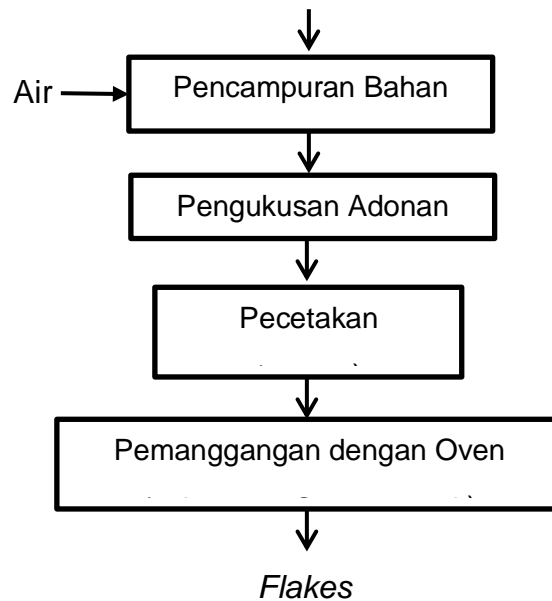 Air
Pencampuran Bahan
Pengukusan Adonan
Pecetakan
Pemanggangan dengan Oven
Flakes